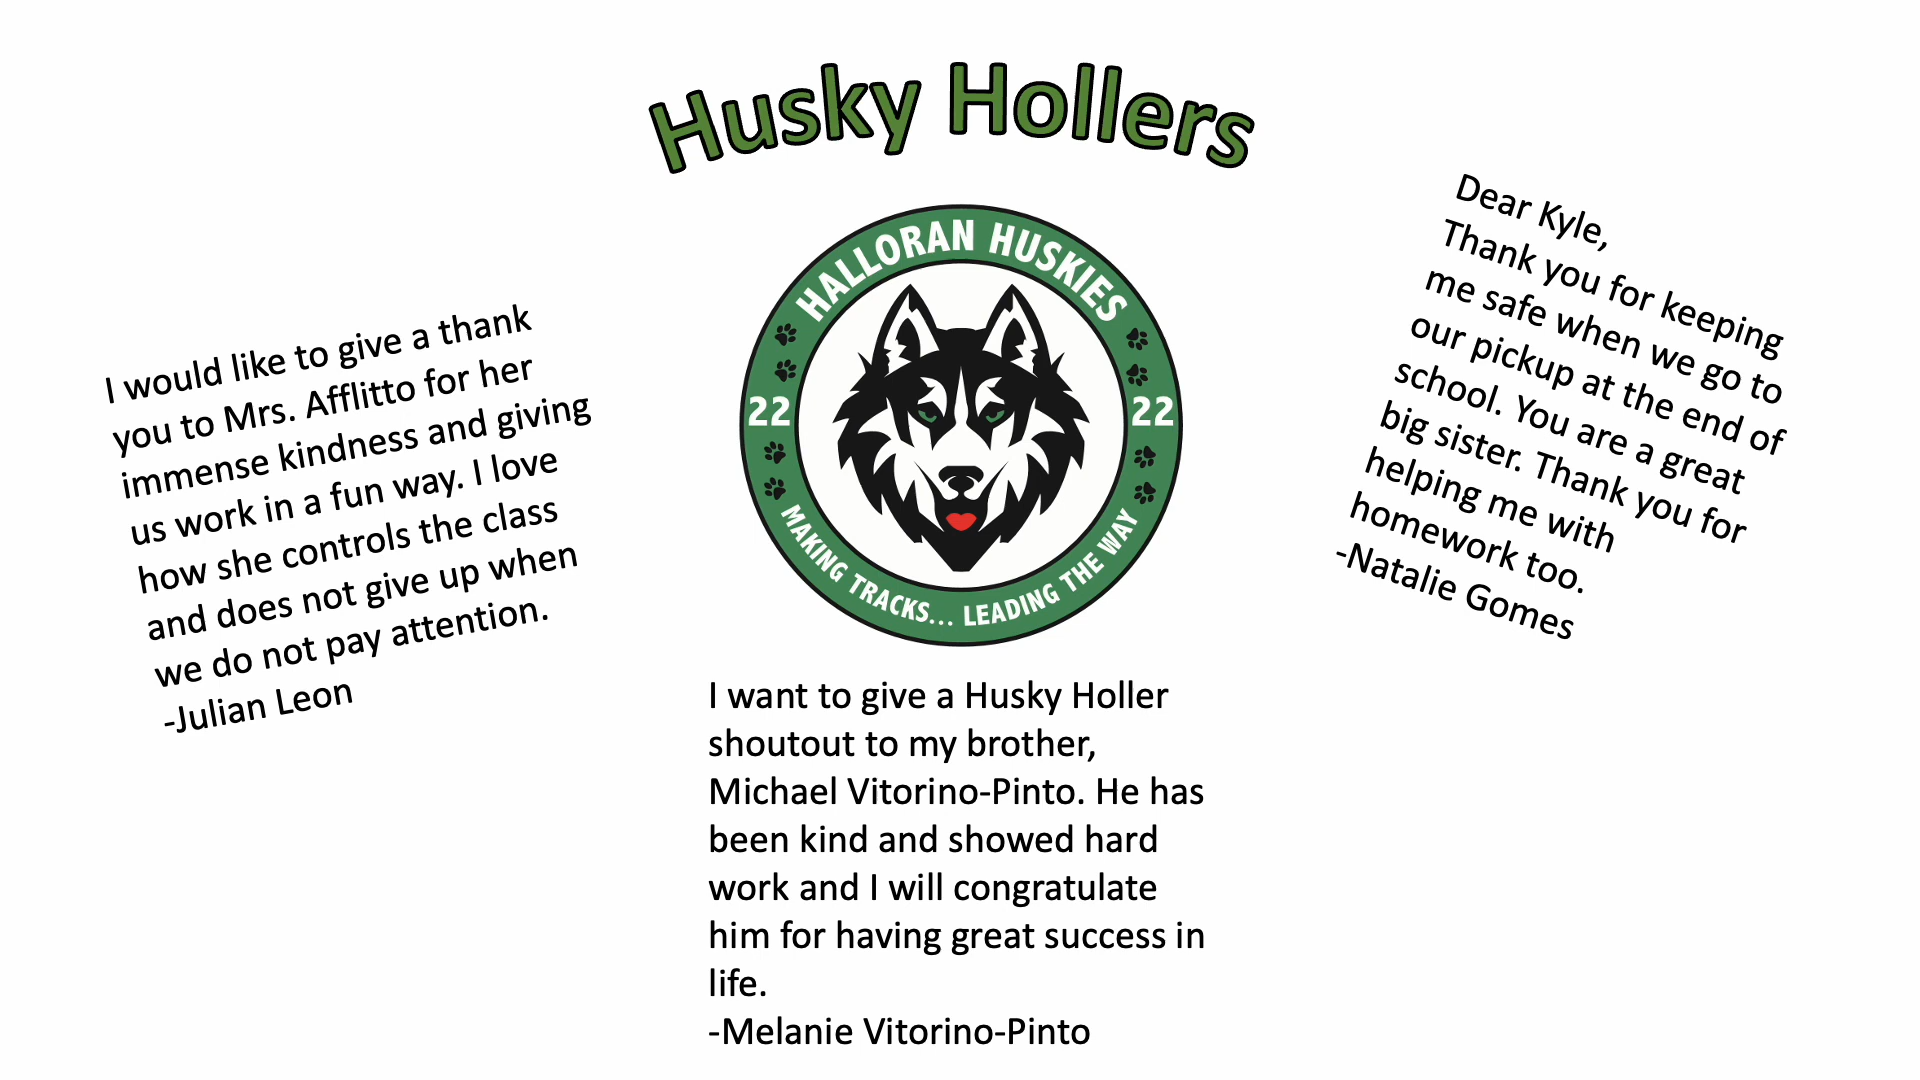 Husky Hollers
HALLORAN HUSKIES
22
22
MAKING TRACKS... LEADING THE WAY
I would like to give a thank
you to Mrs. Afflitto for her
immense kindness and giving
us work in a fun way. I love
how she controls the class
and does not give up when
we do not pay attention.
-Julian Leon
I want to give a Husky Holler
shoutout to my brother,
Michael Vitorino-Pinto. He has
been kind and showed hard
work and I will congratulate
him for having great success in
life.
-Melanie Vitorino-Pinto
Dear Kyle,
Thank you for keeping
me safe when we go to
our pickup at the end of
school. You are a great
big sister. Thank you for
helping me with
homework too.
-Natalie Gomes